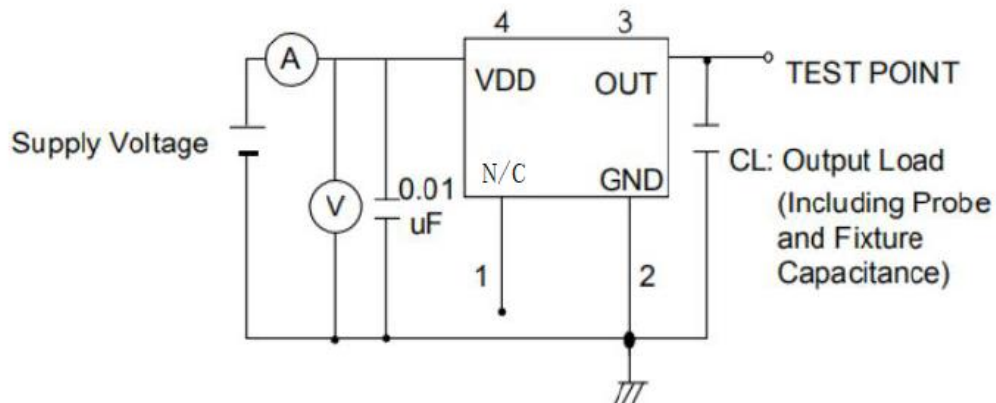 4 3
A
VDD OUT
TEST POINT
Supply Voltage
N/C GND
CL: Output Load
(Including Probe
and Fixture
Capacitance)
V
0.01
uF
1 2